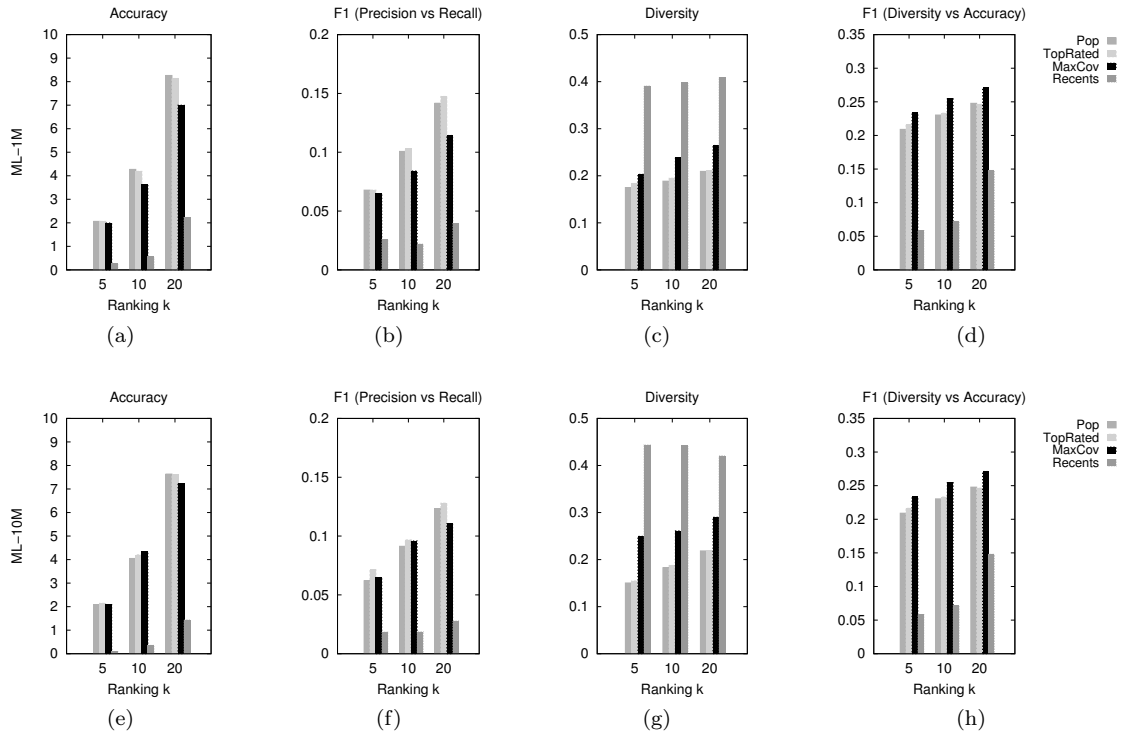 Accuracy
10
9
8
7
6
5
4
3
2
1
0
ML-1M
5 10 20
Ranking k
(a)
F1 (Precision vs Recall)
0.2
0.15
0.1
0.05
0
5 10 20
Ranking k
(b)
Diversity
0.5
0.4
0.3
0.2
0.1
0
5 10 20
Ranking k
(c)
F1 (Diversity vs Accuracy)
0.35
0.3
0.25
0.2
0.15
0.1
0.05
0
5 10 20
Ranking k
(d)
Pop
TopRated
MaxCov
Recents
Accuracy
10
9
8
7
6
5
4
3
2
1
0
ML-10M
5 10 20
Ranking k
(e)
F1 (Precision vs Recall)
0.2
0.15
0.1
0.05
0
5 10 20
Ranking k
(f)
Diversity
0.5
0.4
0.3
0.2
0.1
0
5 10 20
Ranking k
(g)
F1 (Diversity vs Accuracy)
0.35
0.3
0.25
0.2
0.15
0.1
0.05
0
5 10 20
Ranking k
(h)
Pop
TopRated
MaxCov
Recents